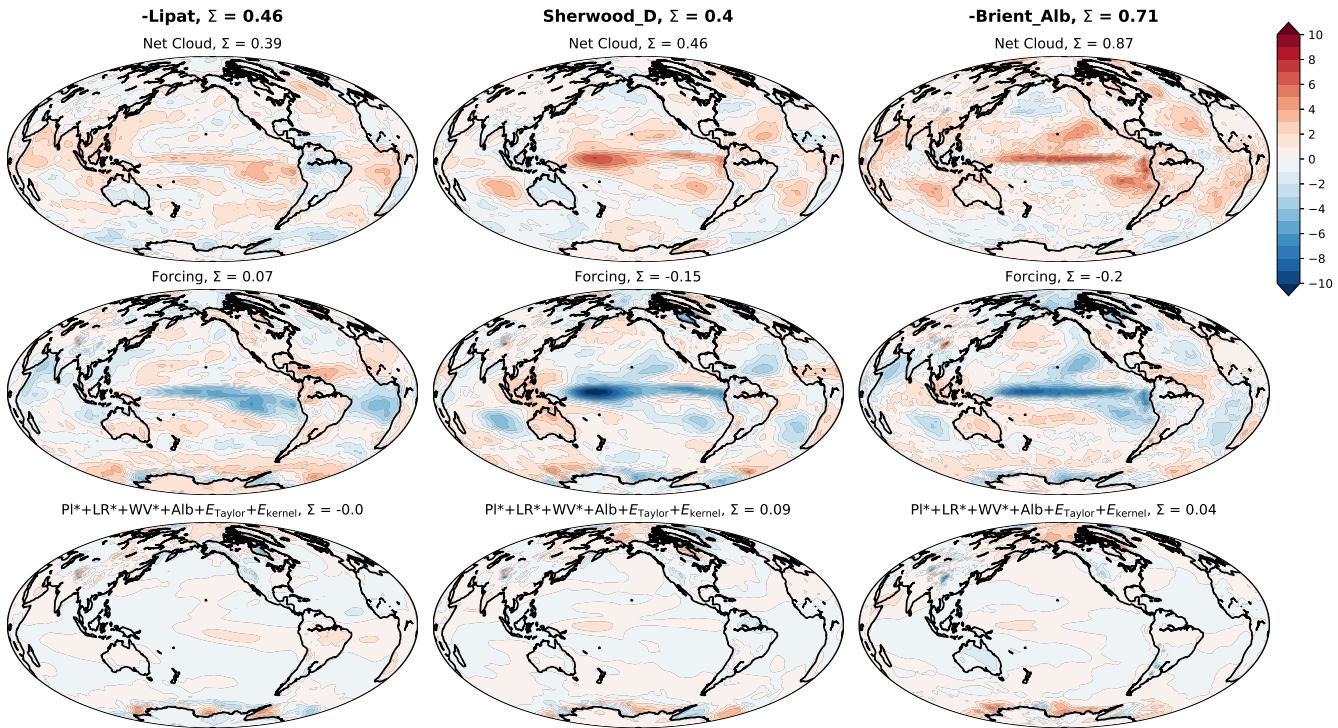 -Lipat, Σ = 0.46
Sherwood_D, Σ = 0.4
-Brient_Alb, Σ = 0.71
Net Cloud, Σ = 0.39
Net Cloud, Σ = 0.46
Net Cloud, Σ = 0.87
10
8
6
4
2
0
−2
−4
−6
−8
−10
Forcing, Σ = 0.07
Forcing, Σ = -0.15
Forcing, Σ = -0.2
Pl*+LR*+WV*+Alb+E_Taylor+E_kernel, Σ = -0.0
Pl*+LR*+WV*+Alb+E_Taylor+E_kernel, Σ = 0.09
Pl*+LR*+WV*+Alb+E_Taylor+E_kernel, Σ = 0.04